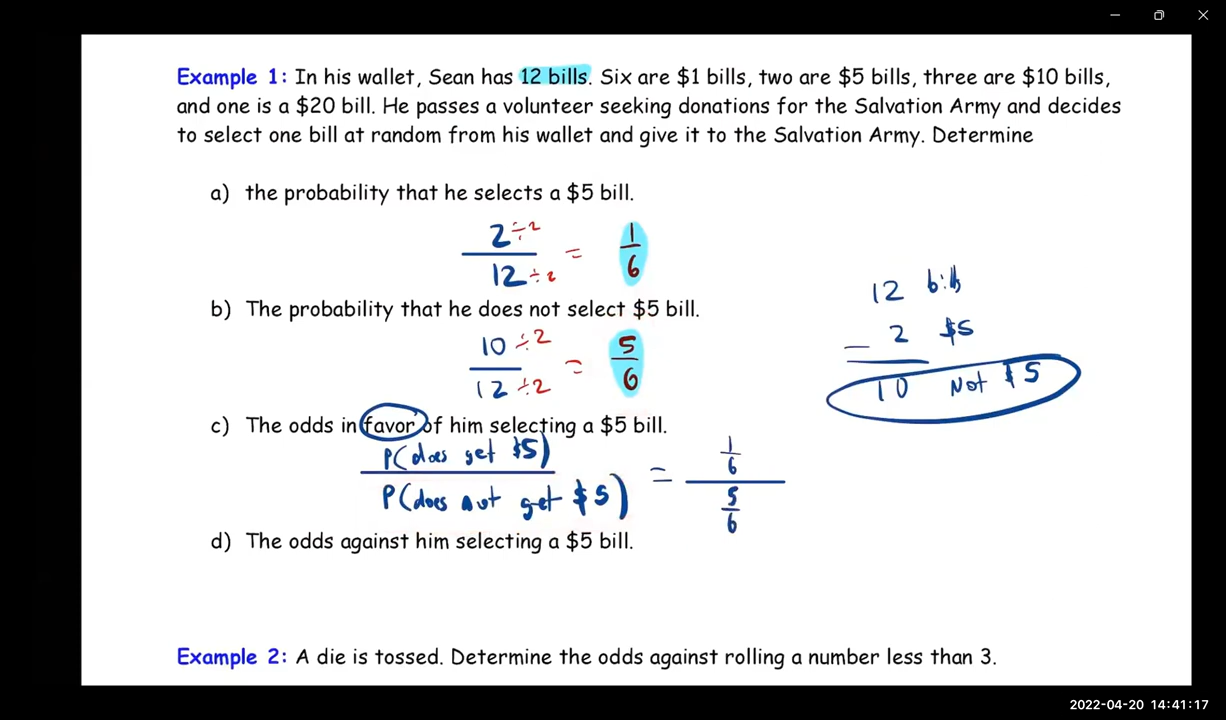 Example 1: In his wallet, Sean has 12 bills. Six are $1 bills, two are $5 bills, three are $10 bills,
and one is a $20 bill. He passes a volunteer seeking donations for the Salvation Army and decides
to select one bill at random from his wallet and give it to the Salvation Army. Determine
a) the probability that he selects a $5 bill.
2 ÷2
12 ÷2
=
1
6
b) The probability that he does not select $5 bill.
10 ÷2
12 ÷2
=
5
6
12 bills
- 2 $5
10 Not $5
c) The odds in favor of him selecting a $5 bill.
P(does get $5)
P(does not get $5)
=
1
6
5
6
d) The odds against him selecting a $5 bill.
Example 2: A die is tossed. Determine the odds against rolling a number less than 3.
2022-04-20 14:41:17